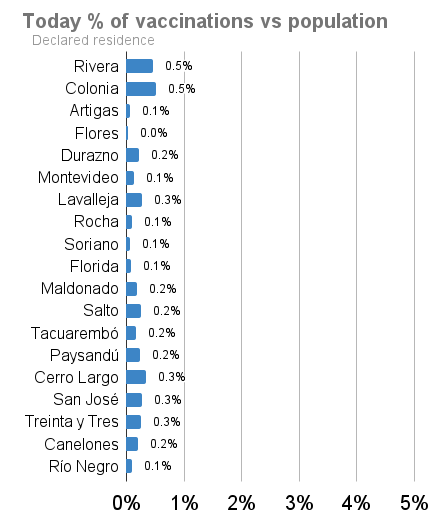 Today % of vaccinations vs population
Declared residence
Rivera 0.5%
Colonia 0.5%
Artigas 0.1%
Flores 0.0%
Durazno 0.2%
Montevideo 0.1%
Lavalleja 0.3%
Rocha 0.1%
Soriano 0.1%
Florida 0.1%
Maldonado 0.2%
Salto 0.2%
Tacuarembó 0.2%
Paysandú 0.2%
Cerro Largo 0.3%
San José 0.3%
Treinta y Tres 0.3%
Canelones 0.2%
Río Negro 0.1%
0% 1% 2% 3% 4% 5%